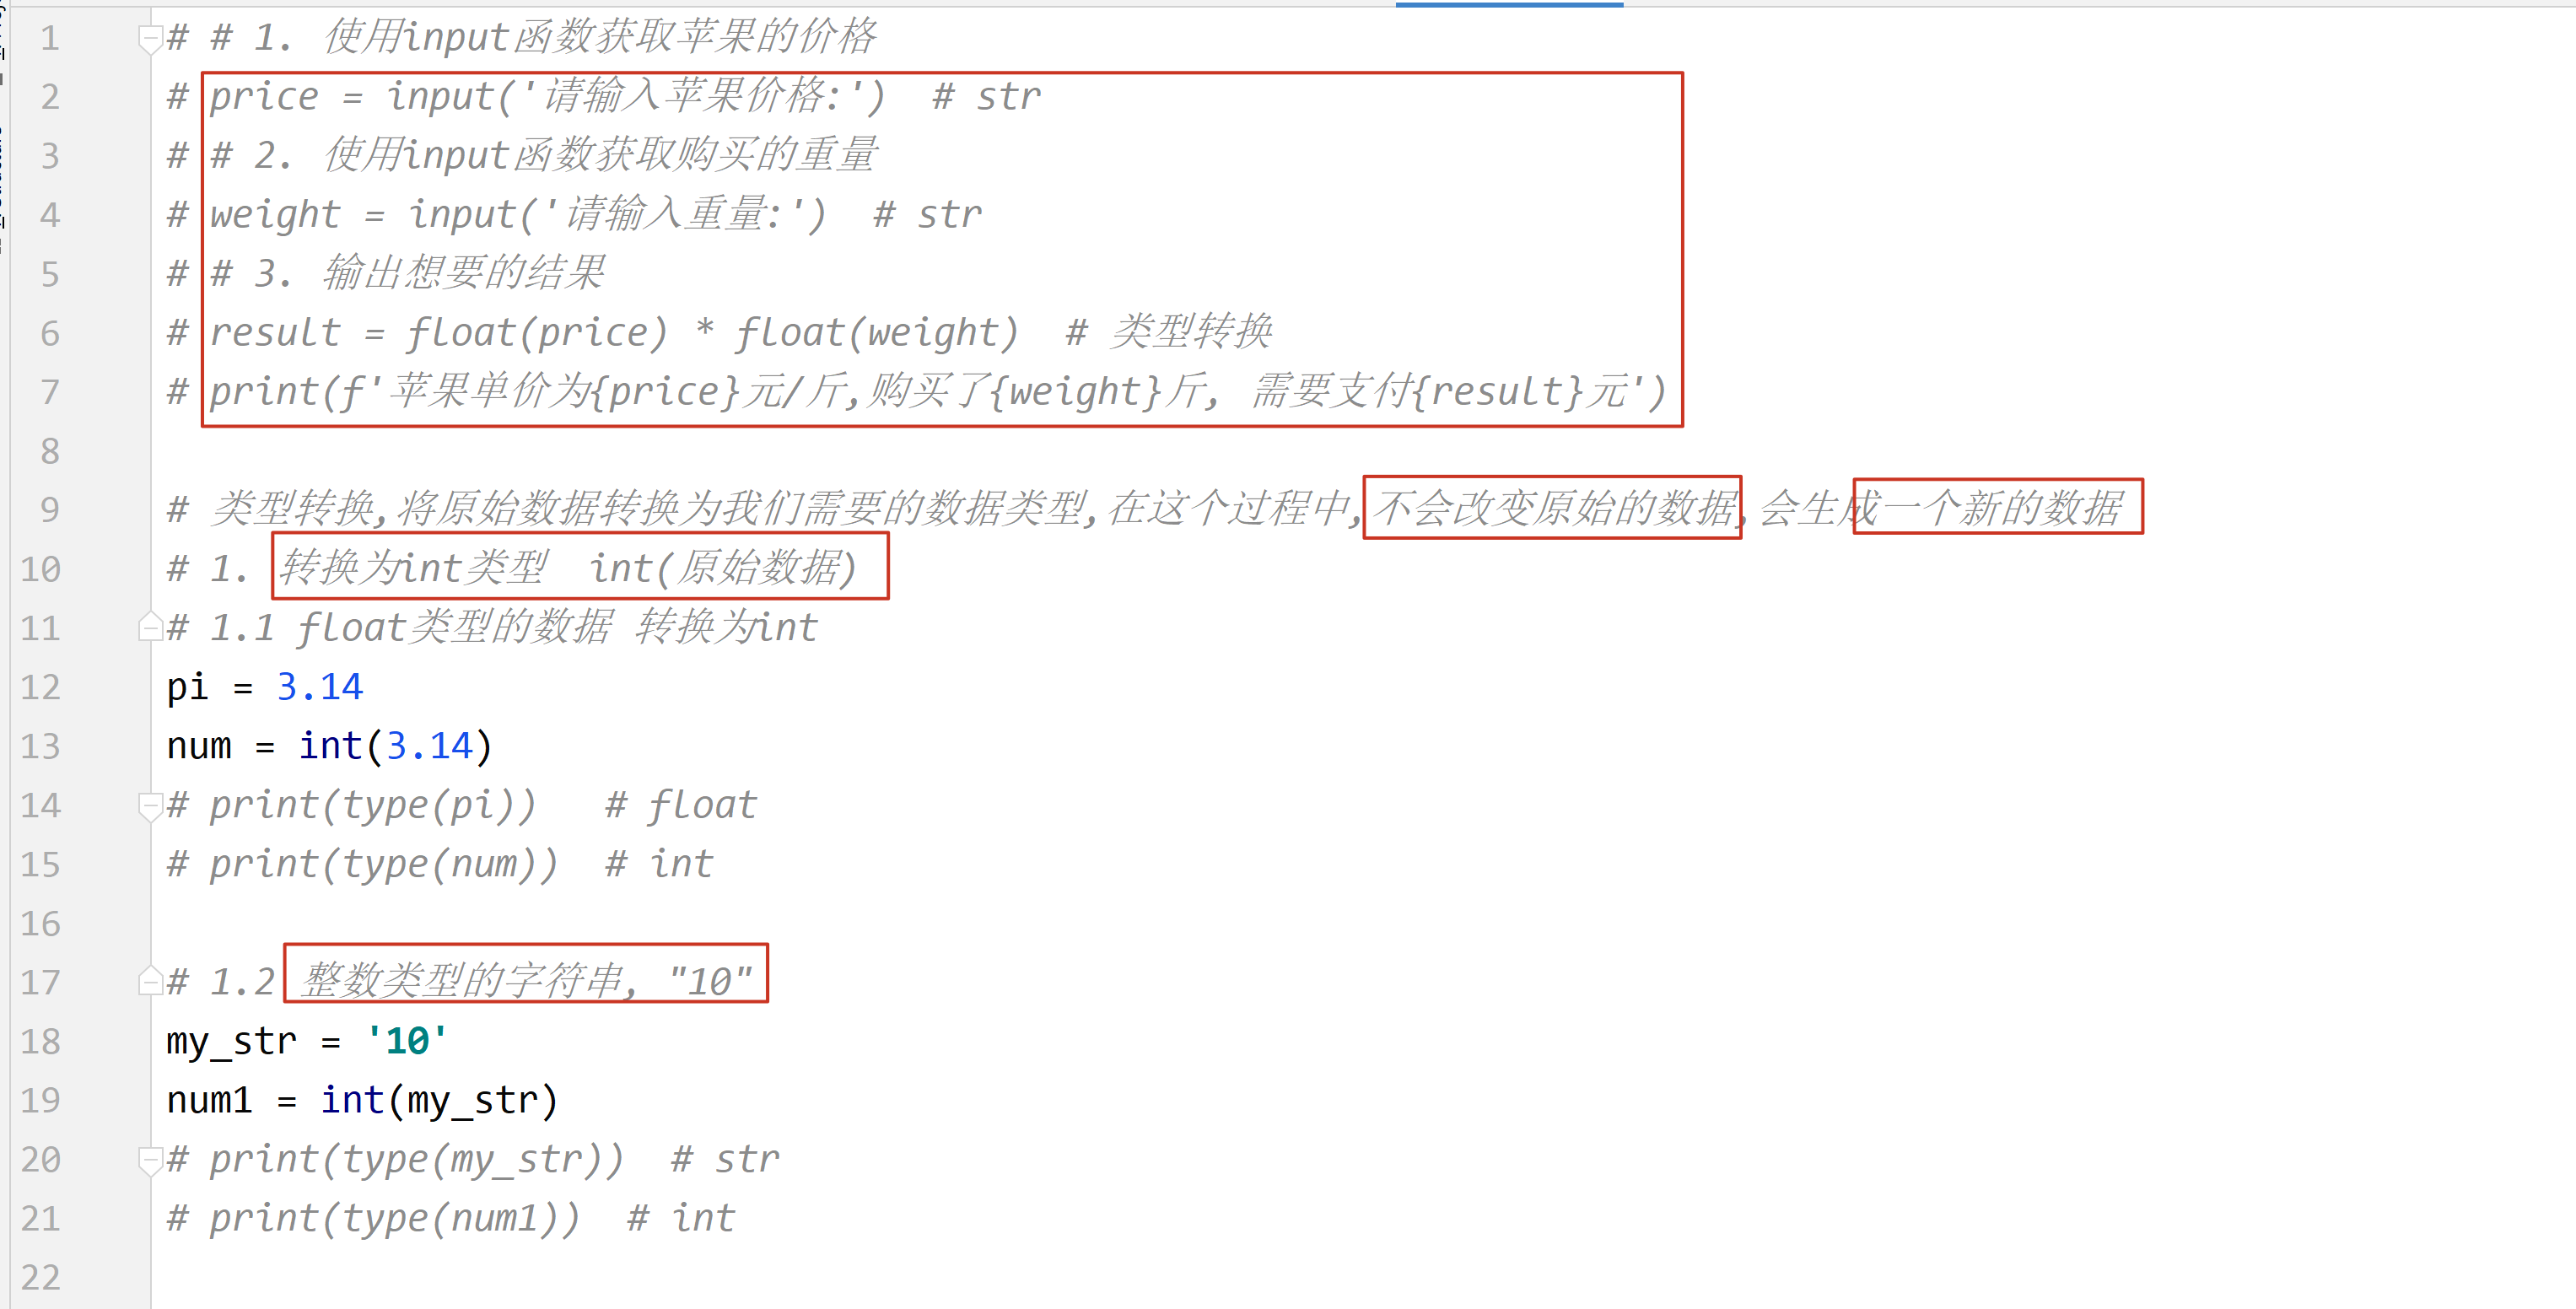 1 # # 1. 使用input函数获取苹果的价格
2 # price = input('请输入苹果价格:')  # str
3 # # 2. 使用input函数获取购买的重量
4 # weight = input('请输入重量:')  # str
5 # # 3. 输出想要的结果
6 # result = float(price) * float(weight)  # 类型转换
7 # print(f'苹果单价为{price}元/斤,购买了{weight}斤, 需要支付{result}元')
8
9 # 类型转换,将原始数据转换为我们需要的数据类型,在这个过程中,不会改变原始的数据,会生成一个新的数据
10 # 1. 转换为int类型  int(原始数据)
11 # 1.1 float类型的数据 转换为int
12 pi = 3.14
13 num = int(3.14)
14 # print(type(pi))   # float
15 # print(type(num))  # int
16
17 # 1.2 整数类型的字符串, "10"
18 my_str = '10'
19 num1 = int(my_str)
20 # print(type(my_str))  # str
21 # print(type(num1))  # int
22